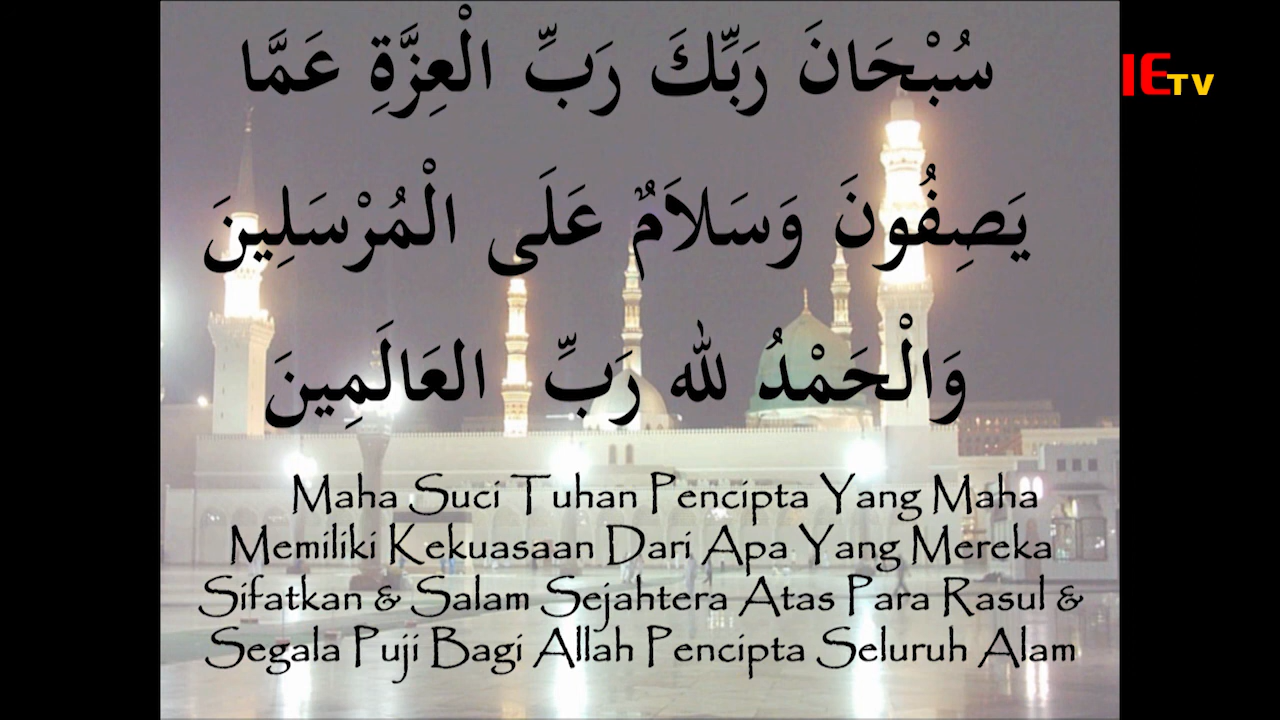 سُبْحَانَ رَبِّكَ رَبِّ الْعِزَّةِ عَمَّا
يَصِفُونَ وَسَلاَمٌ عَلَى الْمُرْسَلِينَ
وَالْحَمْدُ لله رَبِّ العَالَمِينَ
Maha Suci Tuhan Pencipta Yang Maha
Memiliki Kekuasaan Dari Apa Yang Mereka
Sifatkan & Salam Sejahtera Atas Para Rasul &
Segala Puji Bagi Allah Pencipta Seluruh Alam
IETV